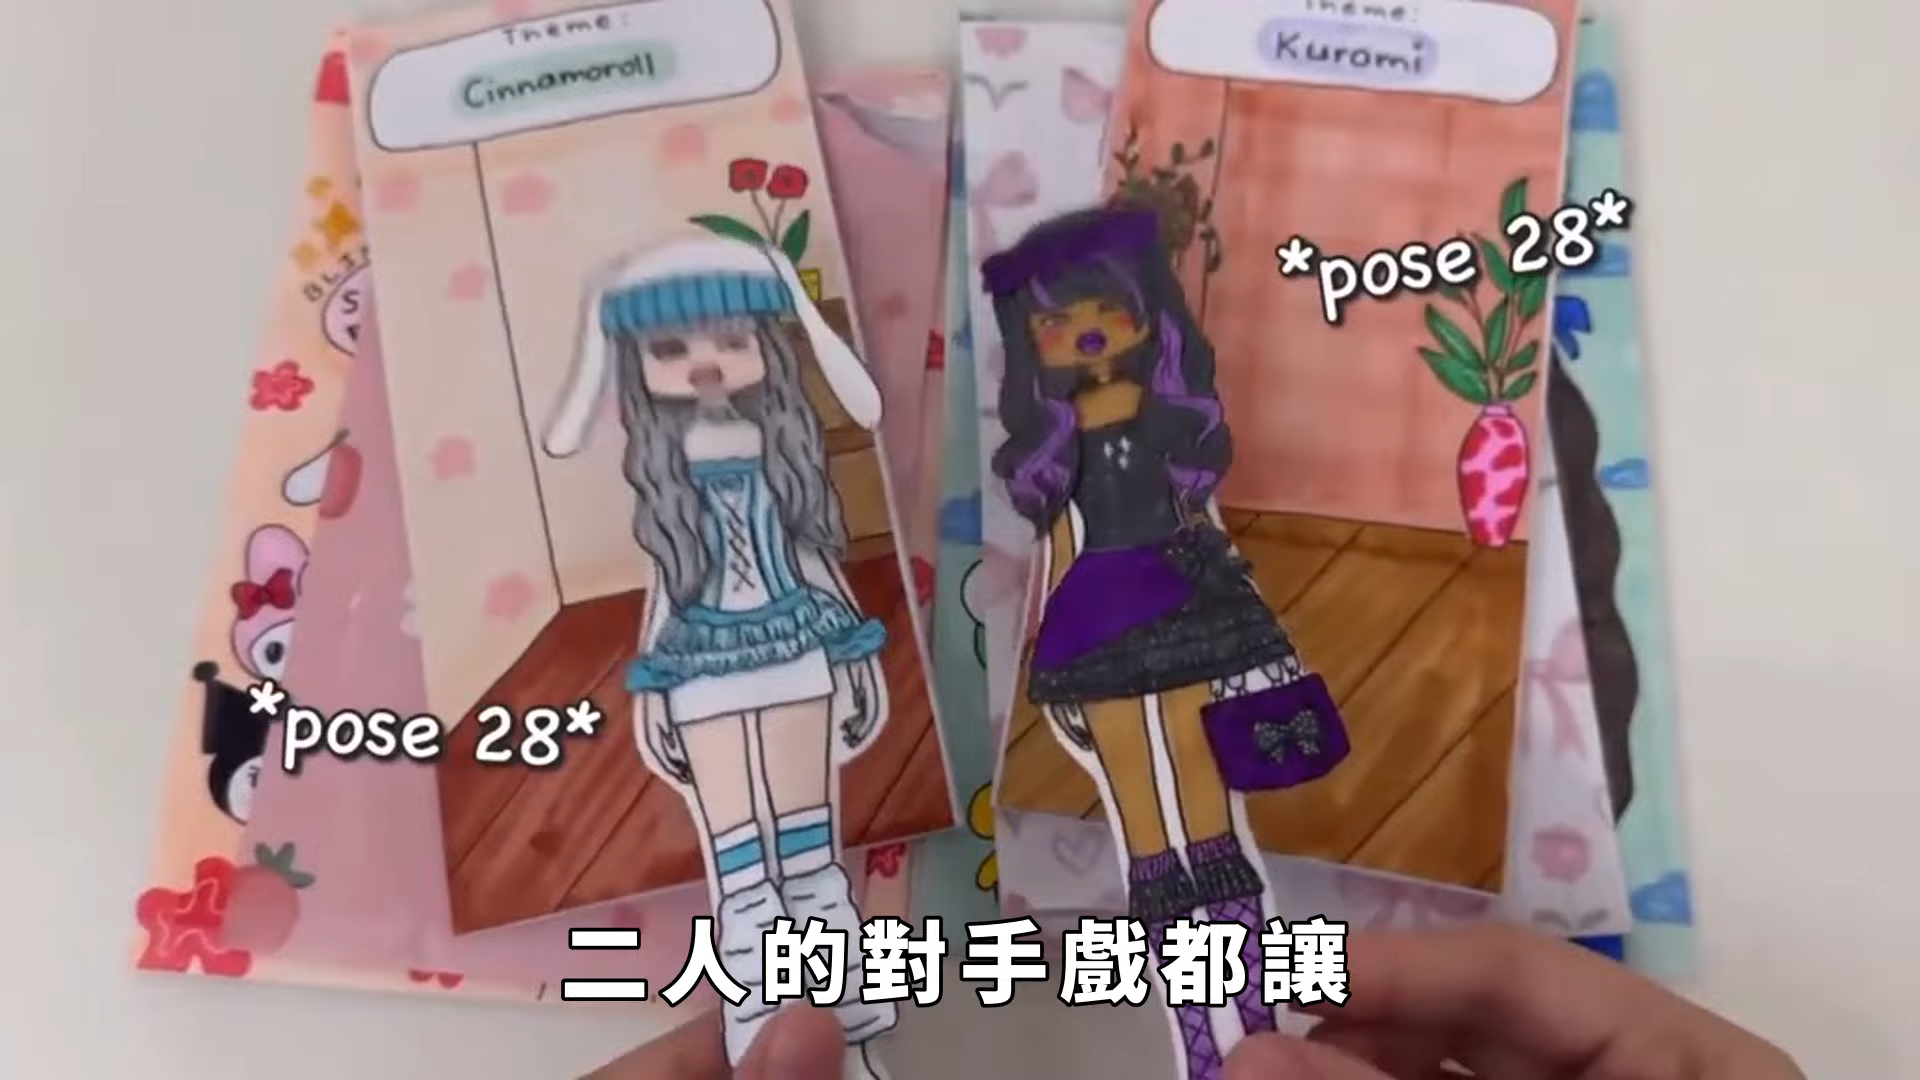 Theme:
Cinnamoroll
Theme:
Kuromi
*pose 28*
*pose 28*
二人的對手戲都讓